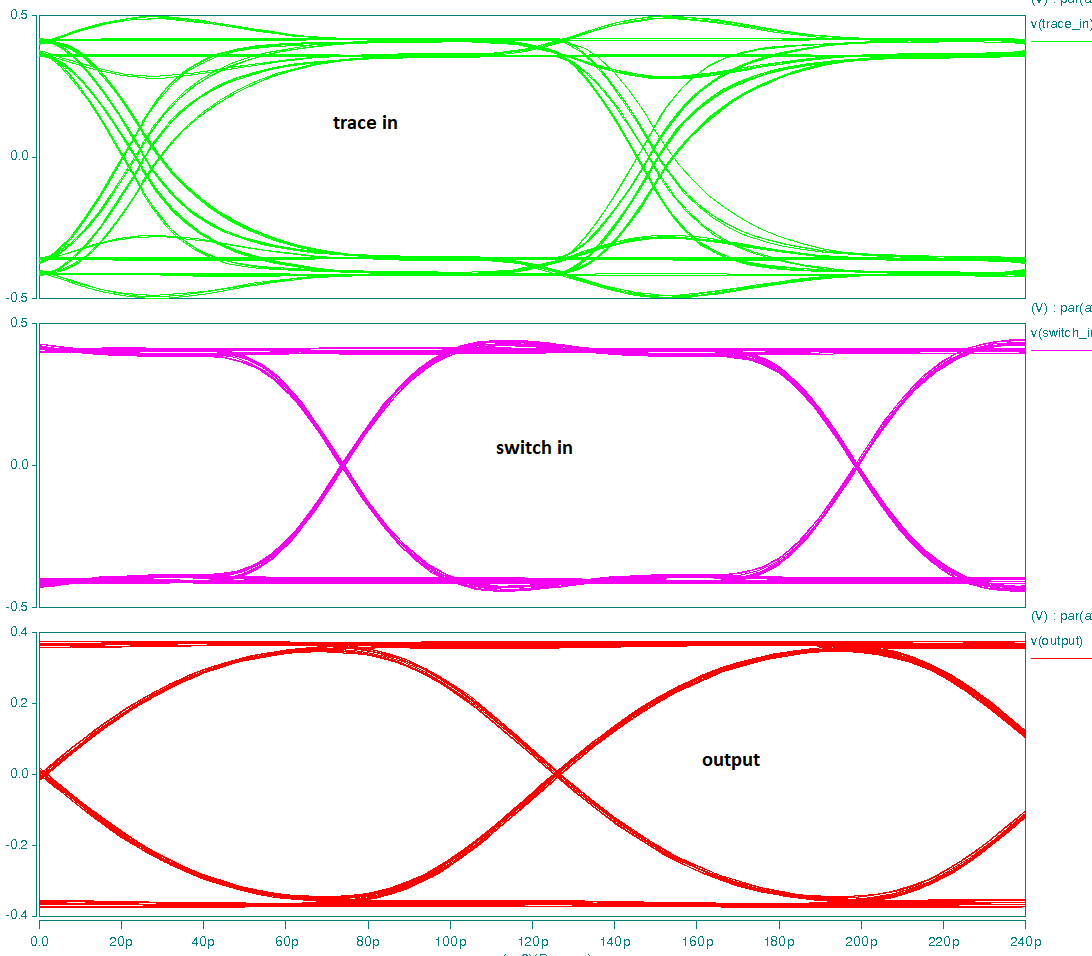 (V) : par(a
0.5
v(trace_in)
trace in
0.0
-0.5
(V) : par(a
0.5
v(switch_i
switch in
0.0
-0.5
(V) : par(a
0.4
v(output)
0.2
output
0.0
-0.2
-0.4
0.0 20p 40p 60p 80p 100p 120p 140p 160p 180p 200p 220p 240p